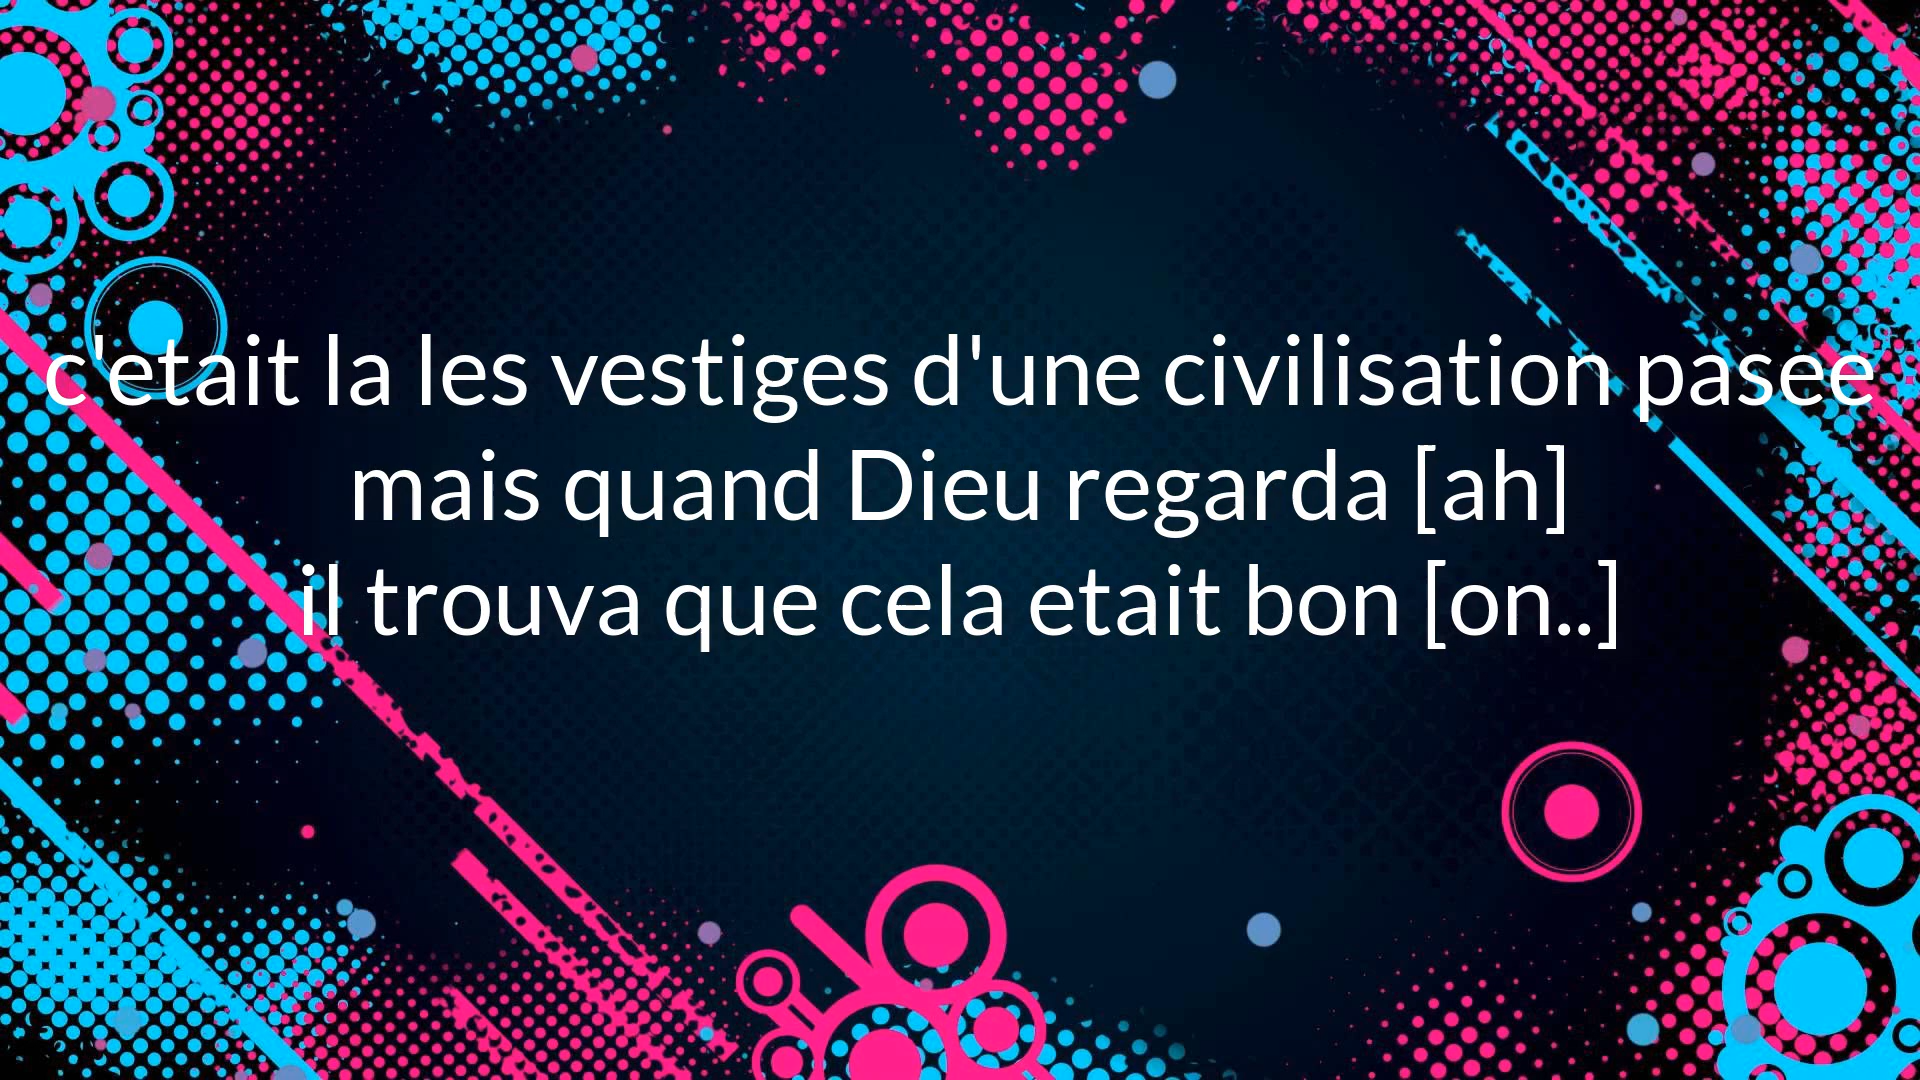 c'etait la les vestiges d'une civilisation pasee
mais quand Dieu regarda [ah]
il trouva que cela etait bon [on..]